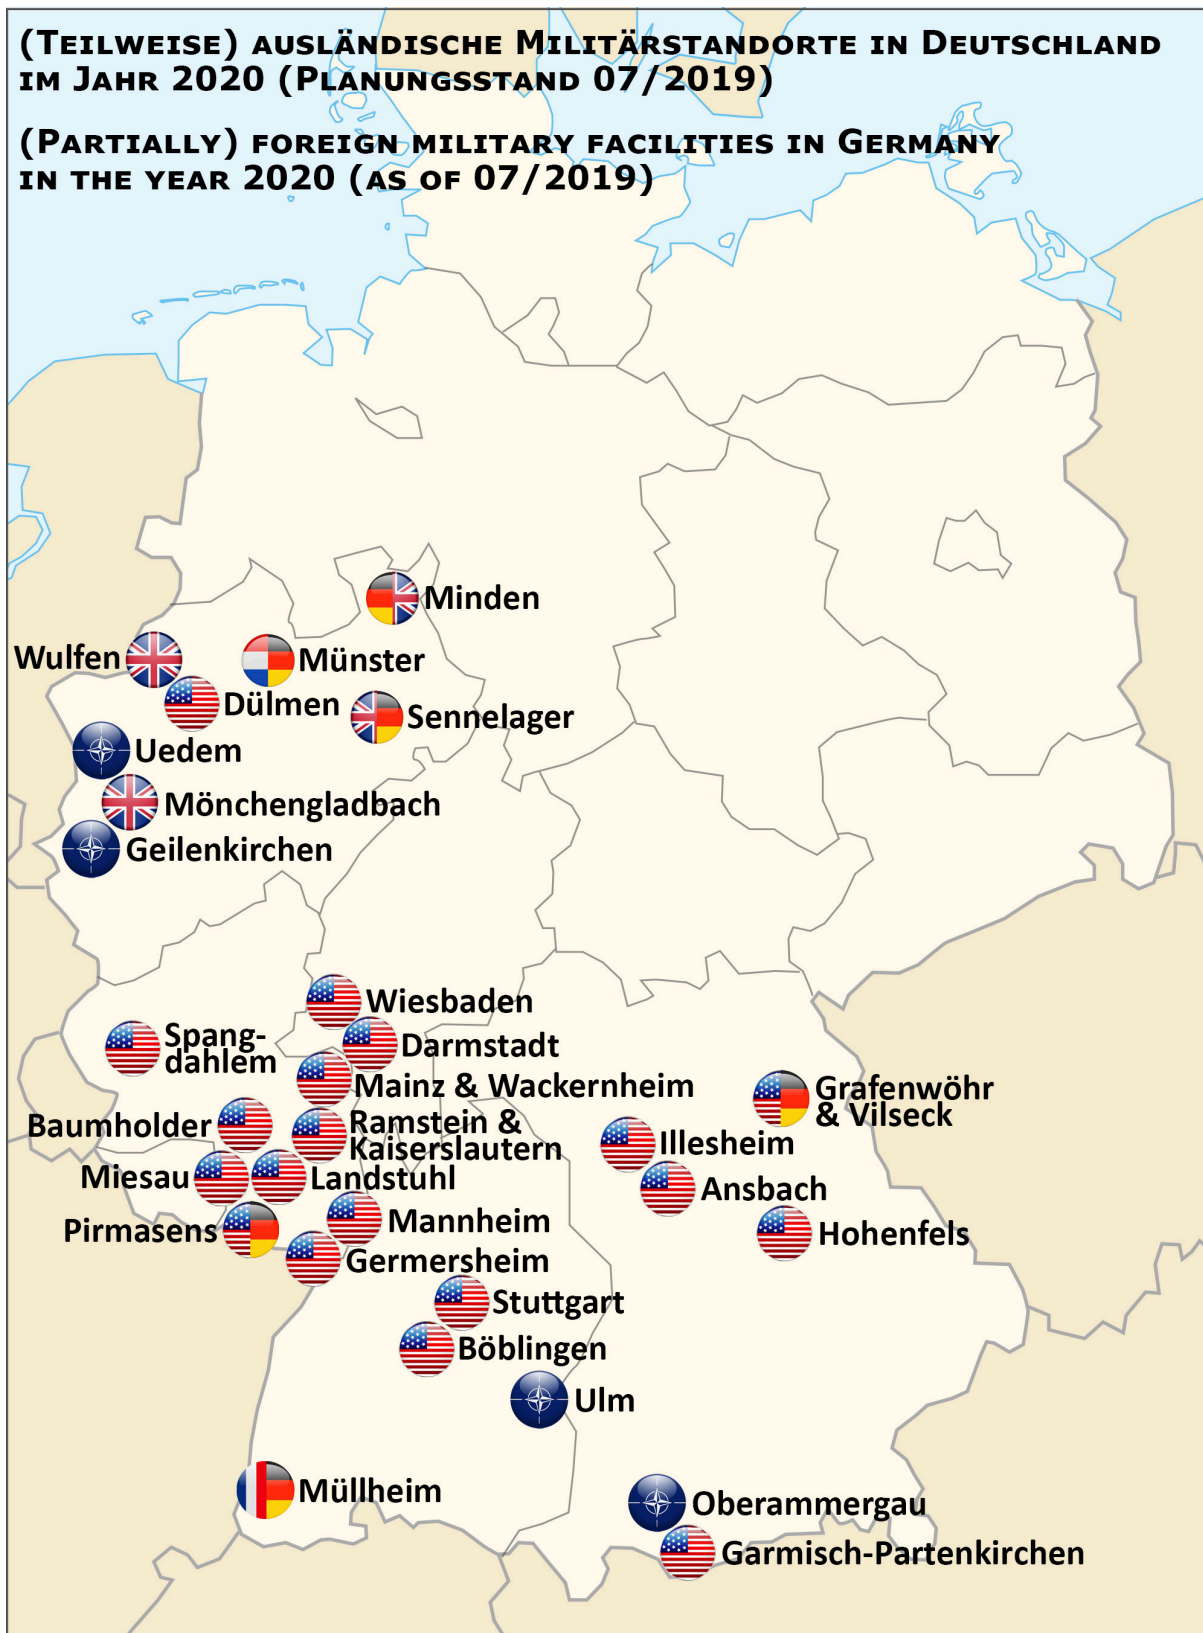 (Teilweise) ausländische Militärstandorte in Deutschland
im Jahr 2020 (Planungsstand 07/2019)
(Partially) foreign military facilities in Germany
in the year 2020 (as of 07/2019)
Minden
Wulfen
Münster
Dülmen
Sennelager
Uedem
Mönchengladbach
Geilenkirchen
Wiesbaden
Spang-
dahlem
Darmstadt
Mainz & Wackernheim
Grafenwöhr
& Vilseck
Baumholder
Ramstein &
Kaiserslautern
Illesheim
Miesau
Landstuhl
Ansbach
Pirmasens
Mannheim
Hohenfels
Germersheim
Stuttgart
Böblingen
Ulm
Müllheim
Oberammergau
Garmisch-Partenkirchen